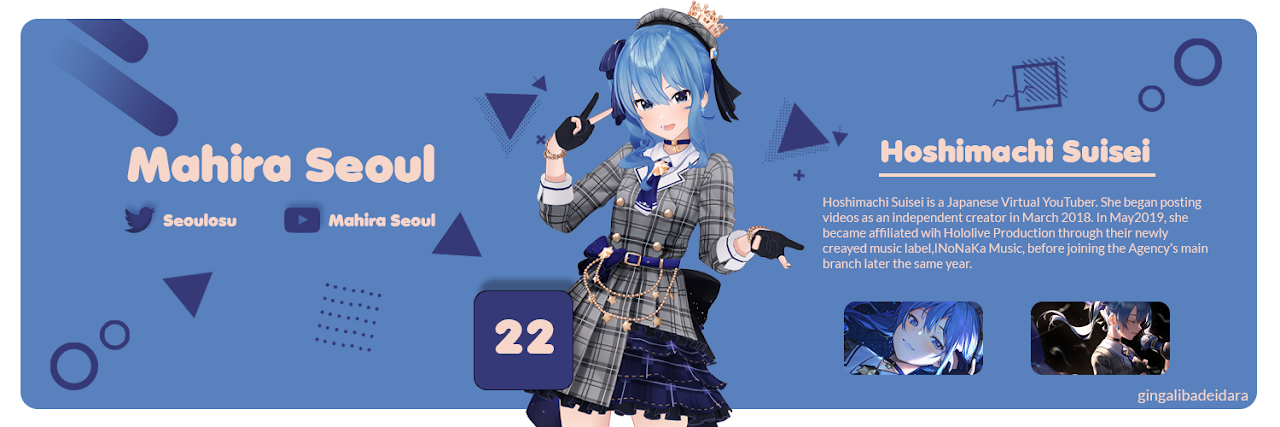 Mahira Seoul
Seoulosu
Mahira Seoul
22
Hoshimachi Suisei
Hoshimachi Suisei is a Japanese Virtual YouTuber. She began posting
videos as an independent creator in March 2018. In May2019, she
became affiliated wih Hololive Production through their newly
creayed music label,INoNaKa Music, before joining the Agency's main
branch later the same year.
gingalibadeidara